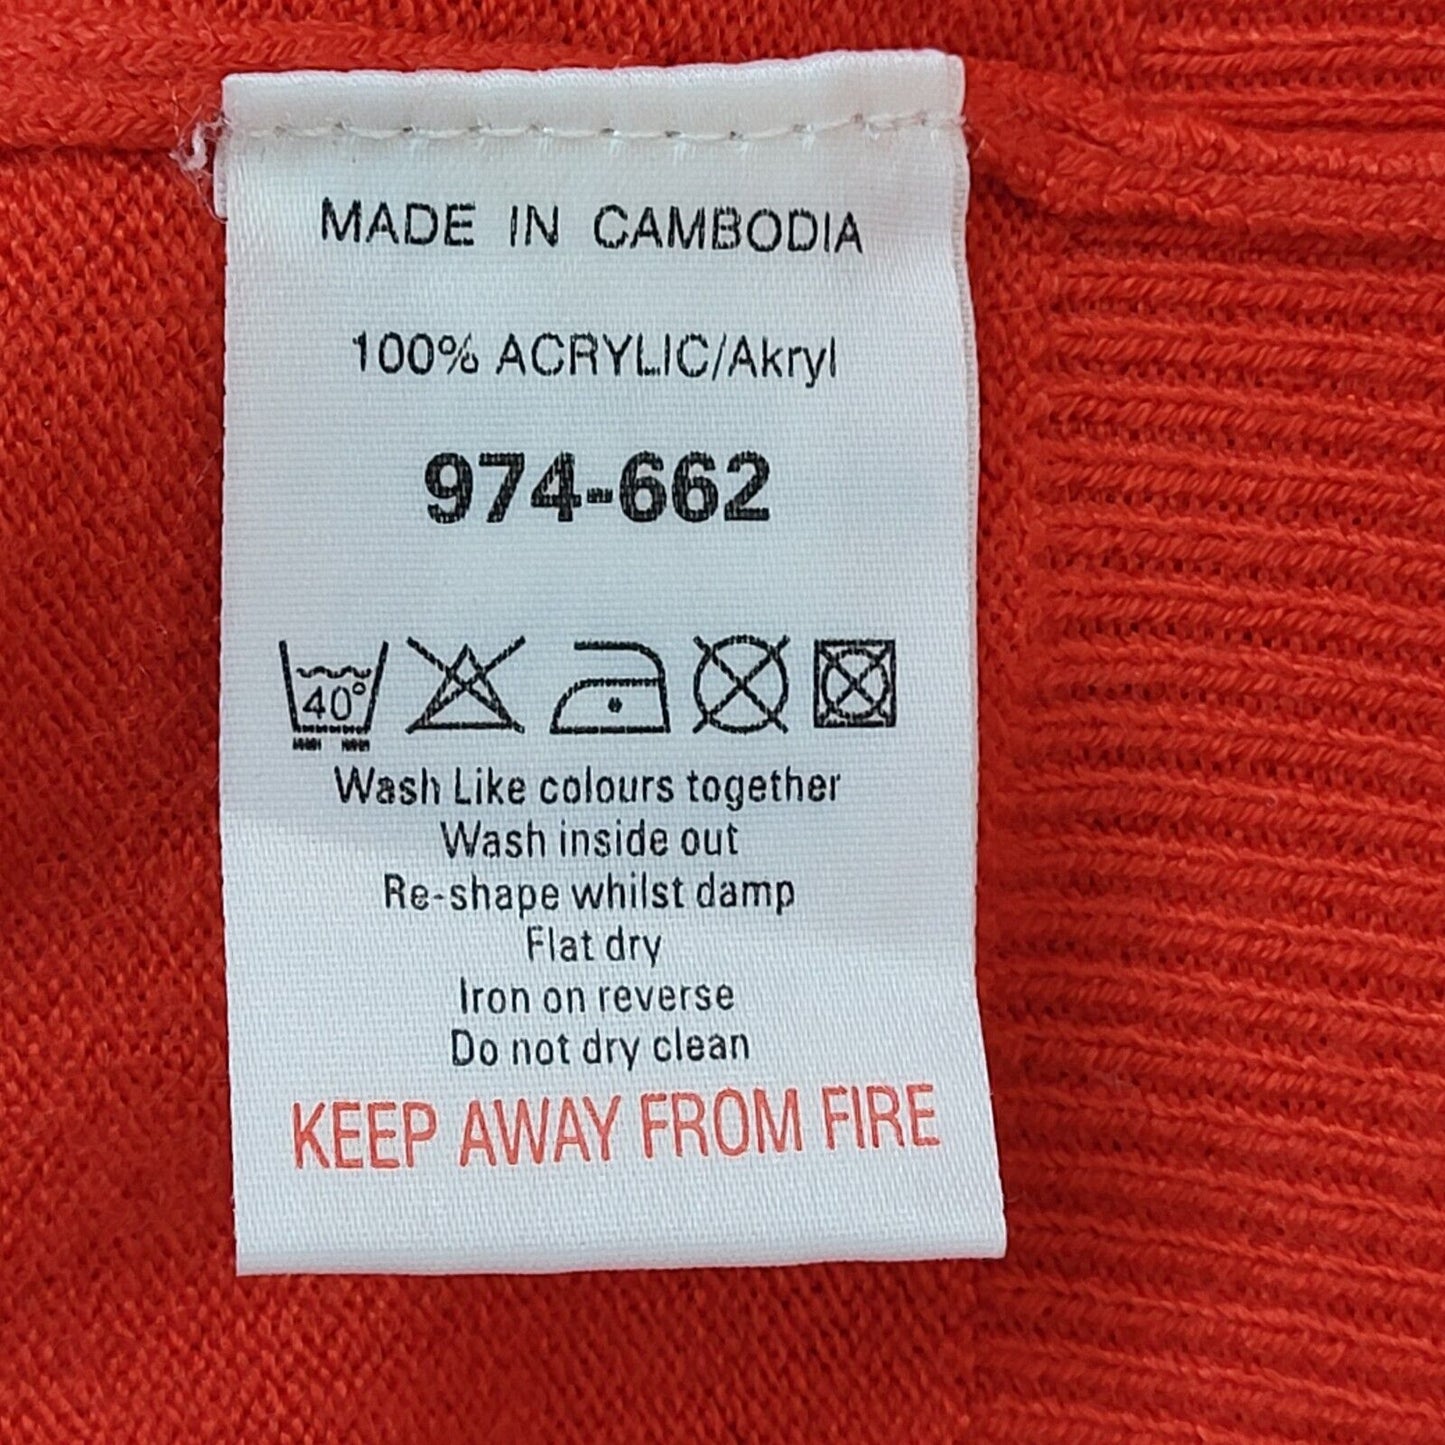 MADE IN CAMBODIA
100% ACRYLIC/Akryl
974-662
40°
Wash Like colours together
Wash inside out
Re-shape whilst damp
Flat dry
Iron on reverse
Do not dry clean
KEEP AWAY FROM FIRE